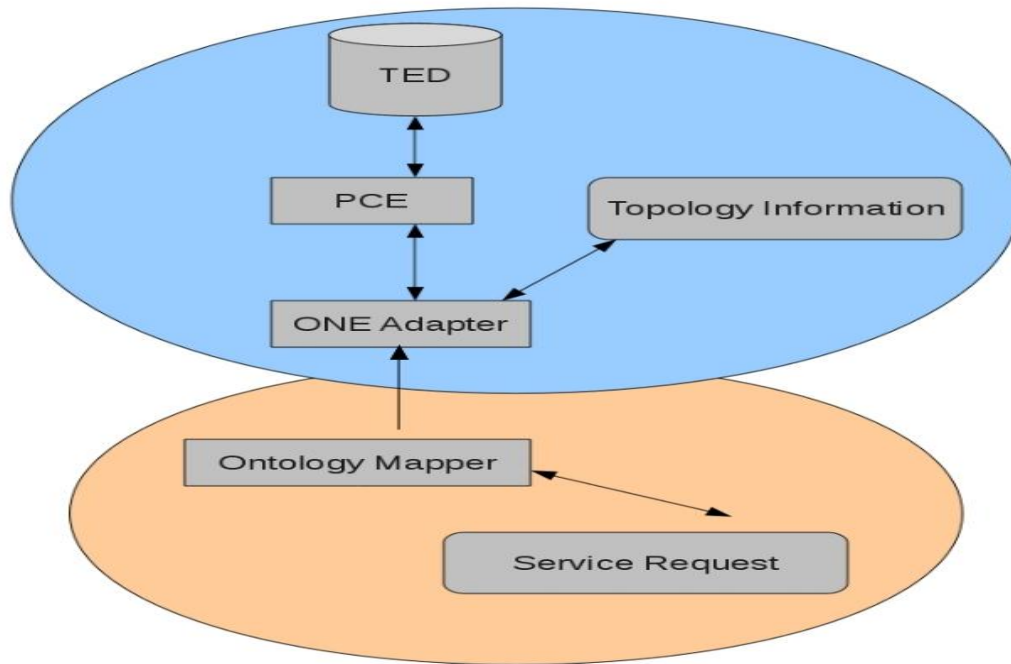 TED
PCE
Topology Information
ONE Adapter
Ontology Mapper
Service Request